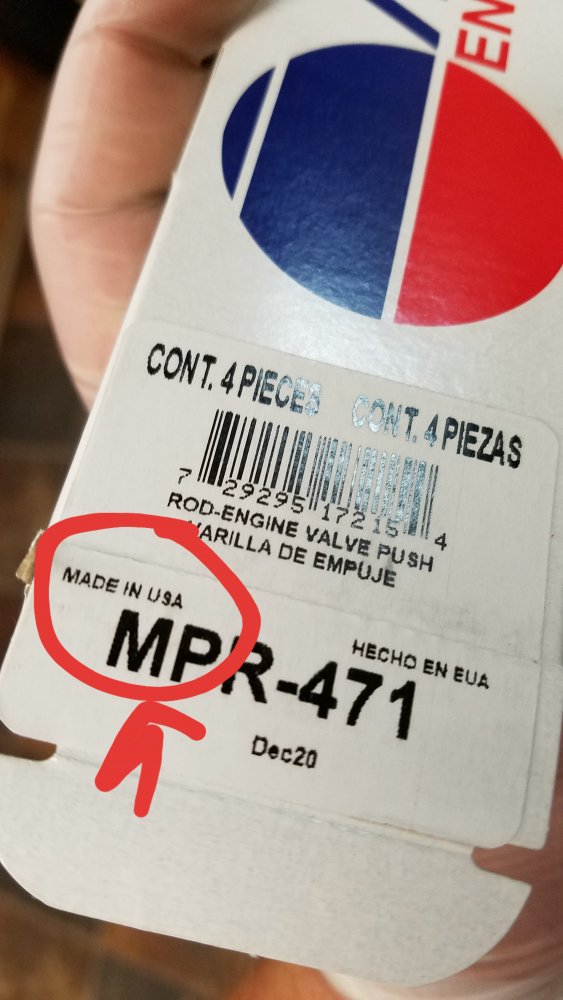 EN
CONT. 4 PIECES CONT. 4 PIEZAS
7 29295 17215 4
ROD-ENGINE VALVE PUSH
VARILLA DE EMPUJE
MADE IN USA
HECHO EN EUA
MPR-471
Dec20